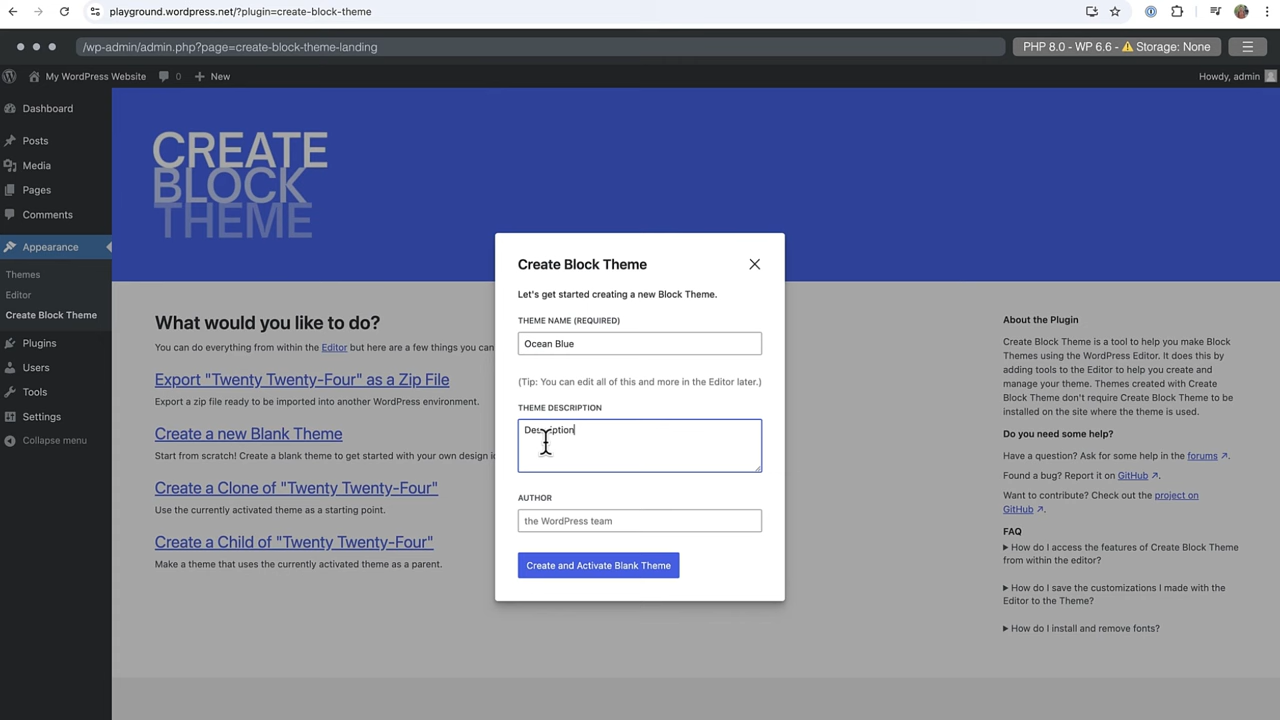 playground.wordpress.net/?plugin=create-block-theme
/wp-admin/admin.php?page=create-block-theme-landing
PHP 8.0 - WP 6.6 - ⚠ Storage: None
My WordPress Website
0
+ New
Howdy, admin
Dashboard
Posts
Media
Pages
Comments
Appearance
Themes
Editor
Create Block Theme
Plugins
Users
Tools
Settings
Collapse menu
CREATE
BLOCK
THEME
What would you like to do?
You can do everything from within the Editor but here are a few things you can
Export "Twenty Twenty-Four" as a Zip File
Export a zip file ready to be imported into another WordPress environment.
Create a new Blank Theme
Start from scratch! Create a blank theme to get started with your own design ic
Create a Clone of "Twenty Twenty-Four"
Use the currently activated theme as a starting point.
Create a Child of "Twenty Twenty-Four"
Make a theme that uses the currently activated theme as a parent.
Create Block Theme
Let's get started creating a new Block Theme.
THEME NAME (REQUIRED)
Ocean Blue
(Tip: You can edit all of this and more in the Editor later.)
THEME DESCRIPTION
Description
AUTHOR
the WordPress team
Create and Activate Blank Theme
About the Plugin
Create Block Theme is a tool to help you make Block
Themes using the WordPress Editor. It does this by
adding tools to the Editor to help you create and
manage your theme. Themes created with Create
Block Theme don't require Create Block Theme to be
installed on the site where the theme is used.
Do you need some help?
Have a question? Ask for some help in the forums ↗.
Found a bug? Report it on GitHub ↗.
Want to contribute? Check out the project on
GitHub ↗.
FAQ
▶ How do I access the features of Create Block Theme
from within the editor?
▶ How do I save the customizations I made with the
Editor to the Theme?
▶ How do I install and remove fonts?